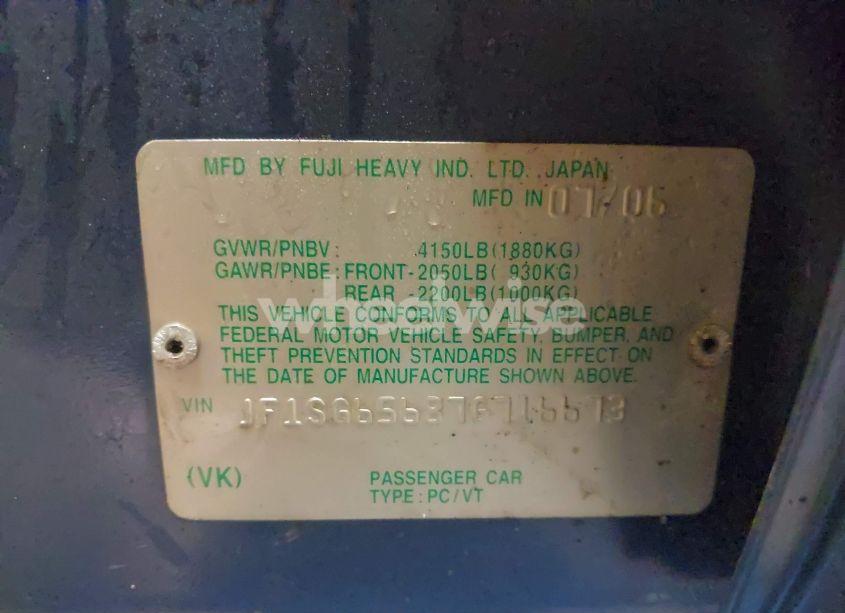 MFD BY FUJI HEAVY IND. LTD. JAPAN
MFD IN 07/06
GVWR/PNBV : 4150LB(1880KG)
GAWR/PNBE : FRONT-2050LB( 930KG)
REAR -2200LB(1000KG)
THIS VEHICLE CONFORMS TO ALL APPLICABLE
FEDERAL MOTOR VEHICLE SAFETY, BUMPER, AND
THEFT PREVENTION STANDARDS IN EFFECT ON
THE DATE OF MANUFACTURE SHOWN ABOVE.
VIN JF1SG65687G716673
(VK) PASSENGER CAR
TYPE : PC/VT
wheelwise